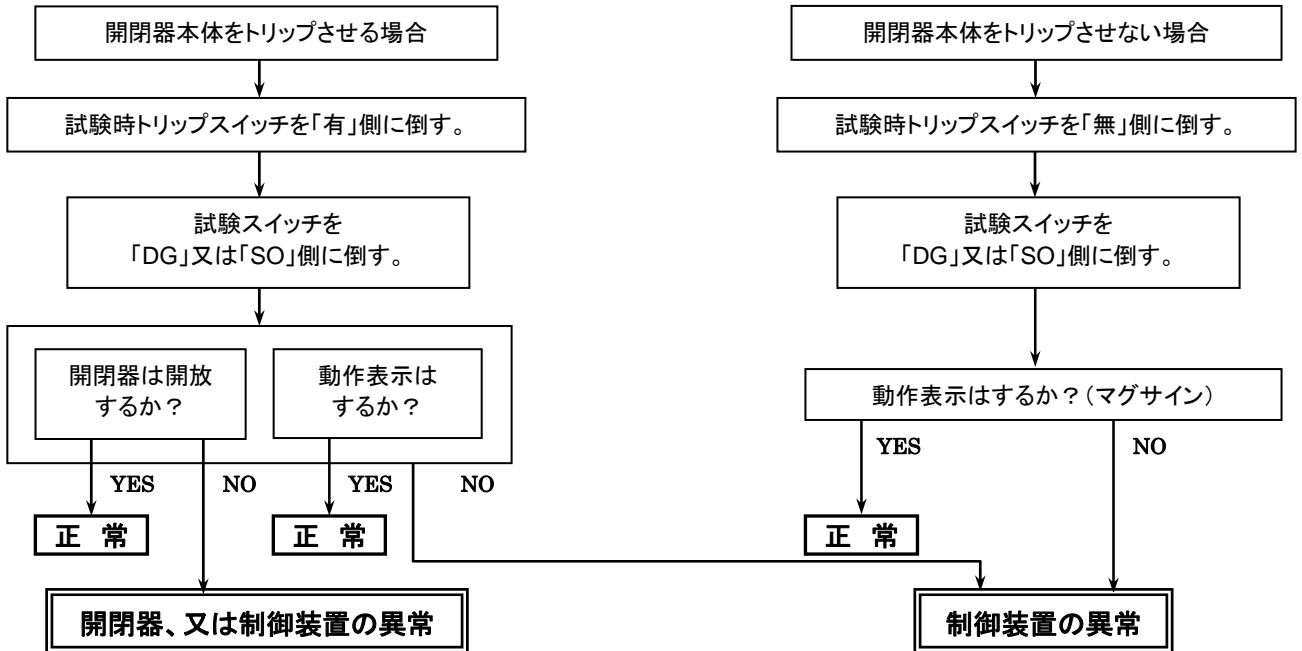 開閉器本体をトリップさせる場合
試験時トリップスイッチを「有」側に倒す。
試験スイッチを
「DG」又は「SO」側に倒す。
開閉器は開放
するか？
動作表示は
するか？
YES
NO
YES
NO
正 常
正 常
開閉器、又は制御装置の異常
開閉器本体をトリップさせない場合
試験時トリップスイッチを「無」側に倒す。
試験スイッチを
「DG」又は「SO」側に倒す。
動作表示はするか？（マグサイン）
YES
NO
正 常
制御装置の異常